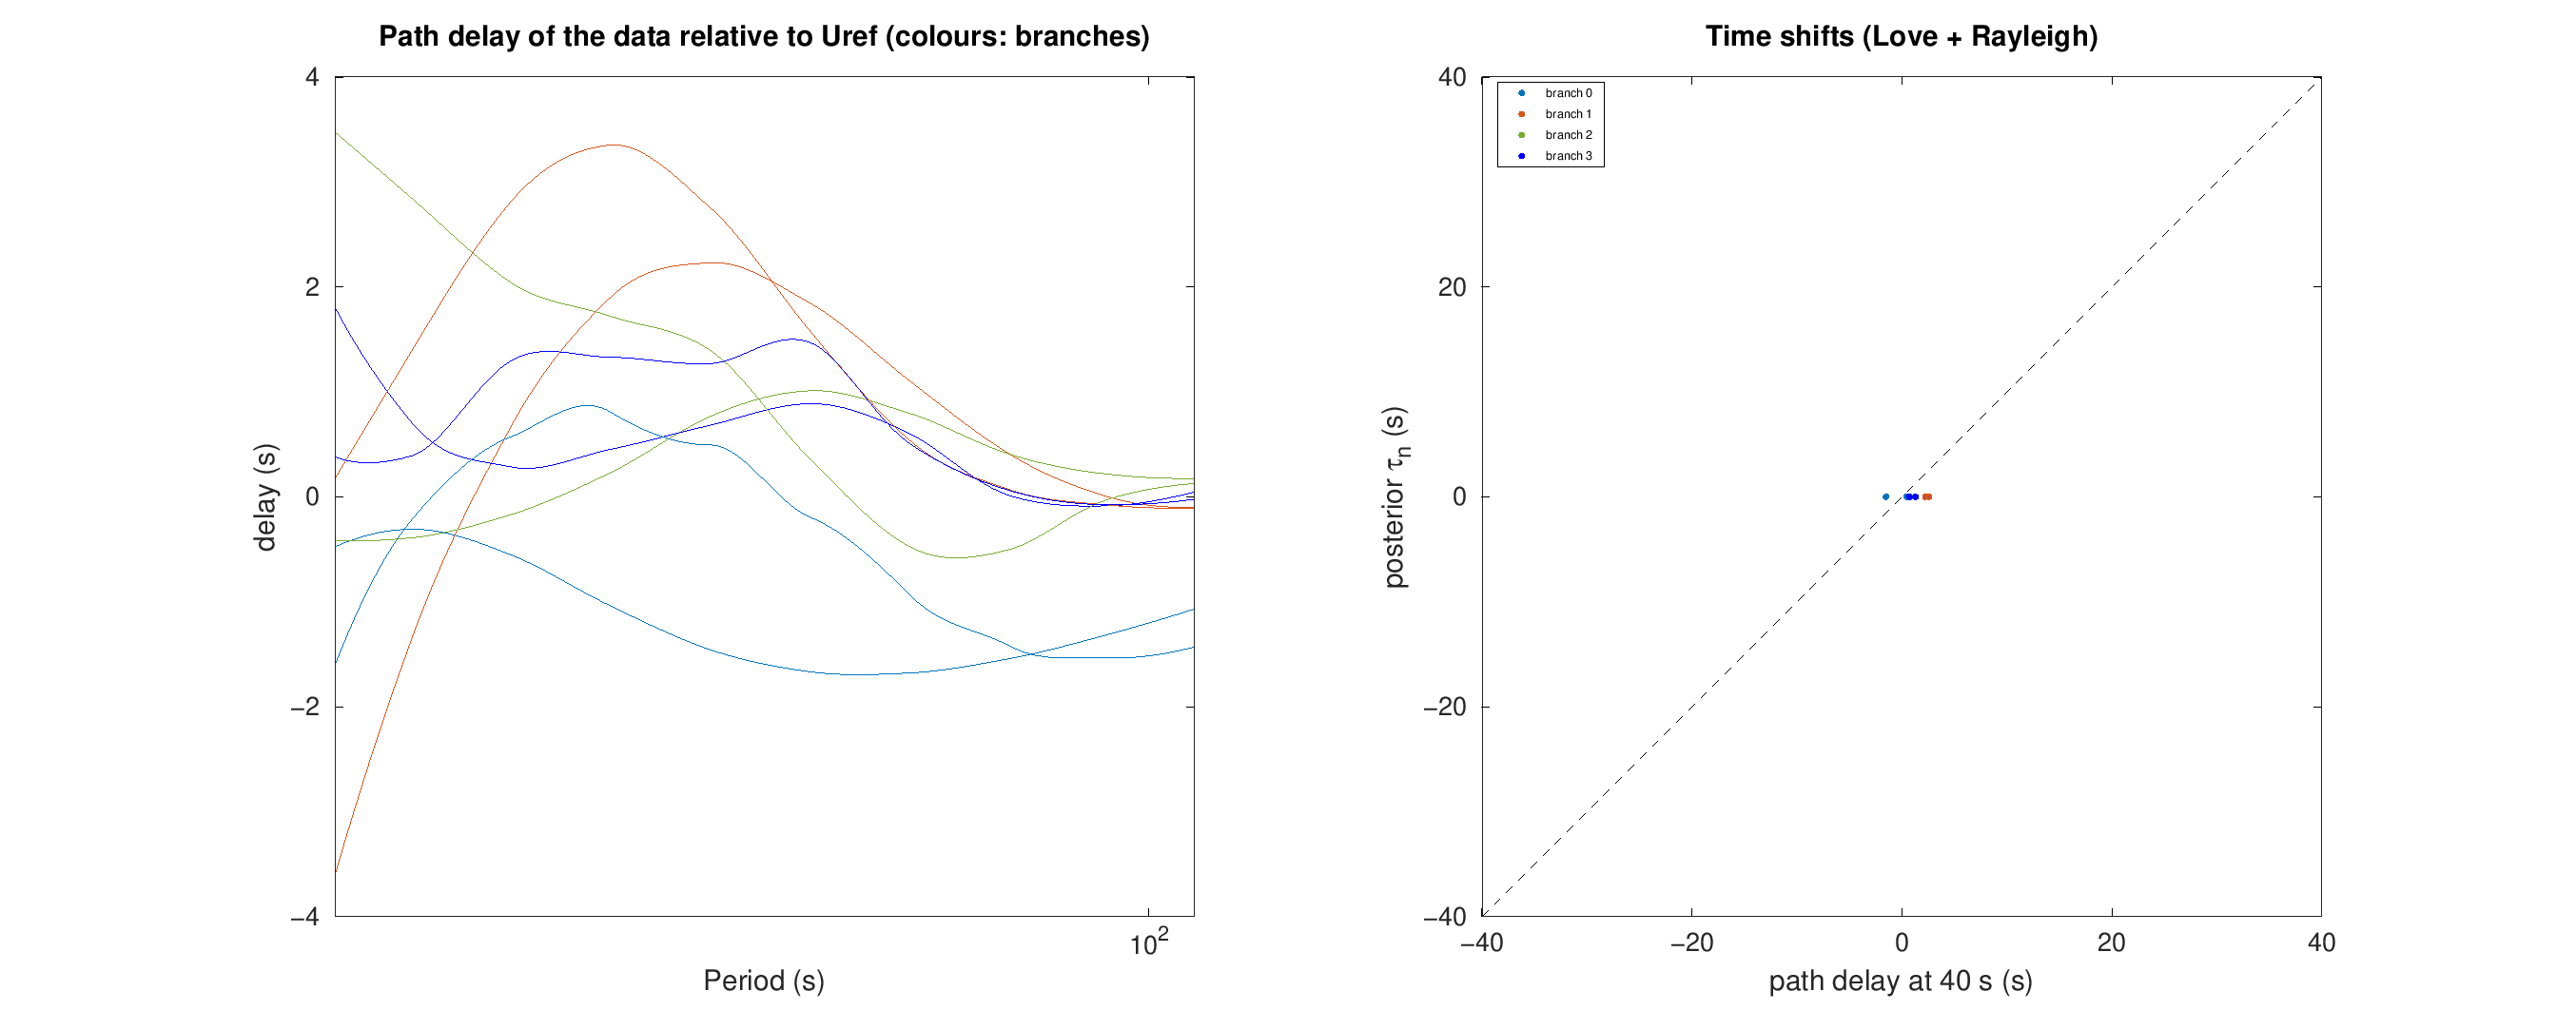 Path delay of the data relative to Uref (colours: branches)
4
2
0
−2
−4
delay (s)
10²
Period (s)
Time shifts (Love + Rayleigh)
branch 0
branch 1
branch 2
branch 3
40
20
0
−20
−40
posterior τn (s)
−40 −20 0 20 40
path delay at 40 s (s)